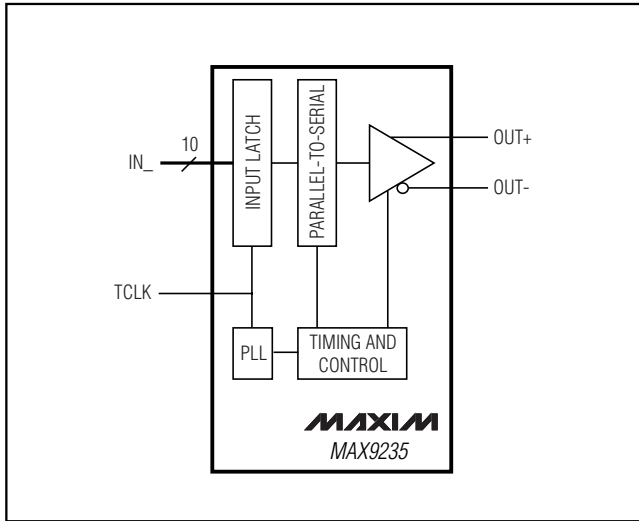 10
IN_
INPUT LATCH
PARALLEL-TO-SERIAL
OUT+
OUT-
TCLK
PLL
TIMING AND
CONTROL
MAXIM
MAX9235